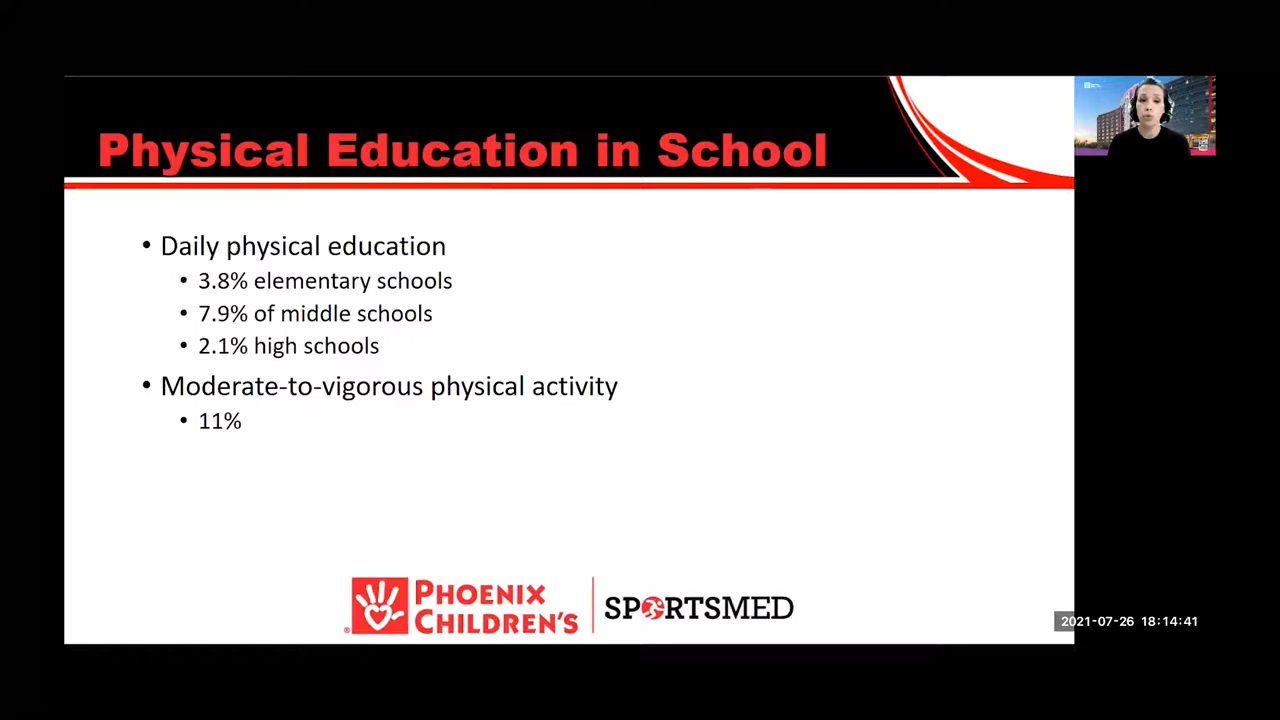 Physical Education in School
• Daily physical education
• 3.8% elementary schools
• 7.9% of middle schools
• 2.1% high schools
• Moderate-to-vigorous physical activity
• 11%
PHOENIX
CHILDREN'S
®
SPORTSMED
2021-07-26 18:14:41